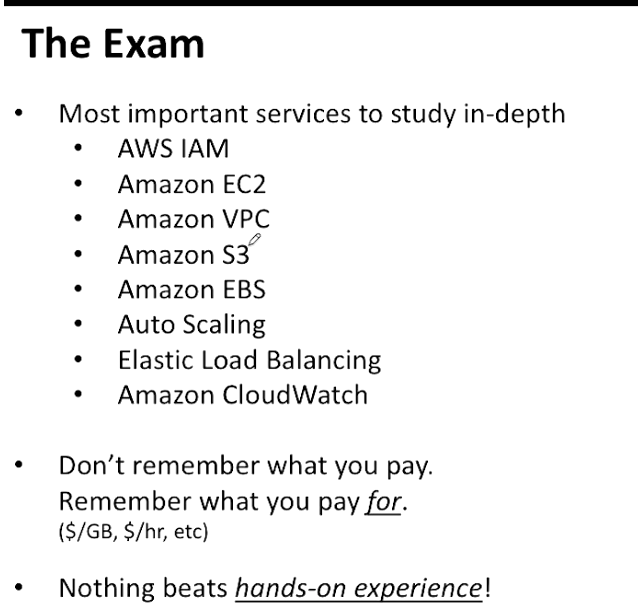 The Exam
• Most important services to study in-depth
• AWS IAM
• Amazon EC2
• Amazon VPC
• Amazon S3
• Amazon EBS
• Auto Scaling
• Elastic Load Balancing
• Amazon CloudWatch
• Don’t remember what you pay.
Remember what you pay for.
($/GB, $/hr, etc)
• Nothing beats hands-on experience!